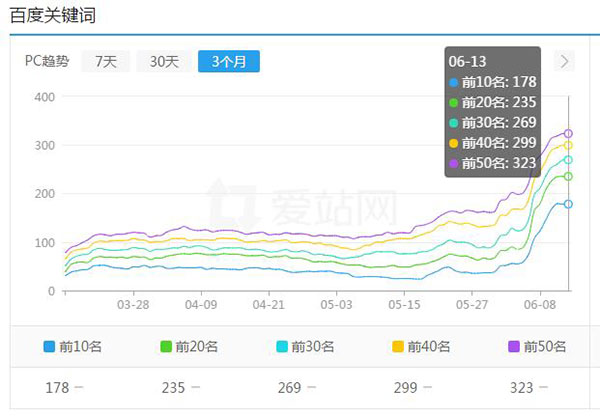 百度关键词
PC趋势 7天 30天 3个月
06-13
前10名: 178
前20名: 235
前30名: 269
前40名: 299
前50名: 323
400
300
200
100
0
爱站网
03-28 04-09 04-21 05-03 05-15 05-27 06-08
前10名 前20名 前30名 前40名 前50名
178 — 235 — 269 — 299 — 323 —